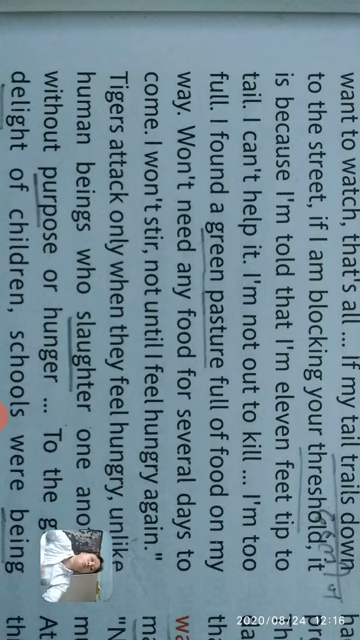 want to watch, that's all ... If my tail trails down
to the street, if I am blocking your threshold, it
is because I'm told that I'm eleven feet tip to
tail. I can't help it. I'm not out to kill ... I'm too
full. I found a green pasture full of food on my
way. Won't need any food for several days to
come. I won't stir, not until I feel hungry again."
Tigers attack only when they feel hungry, unlike
human beings who slaughter one ano
without purpose or hunger ... To the g
delight of children, schools were being
2020/08/24 12:16